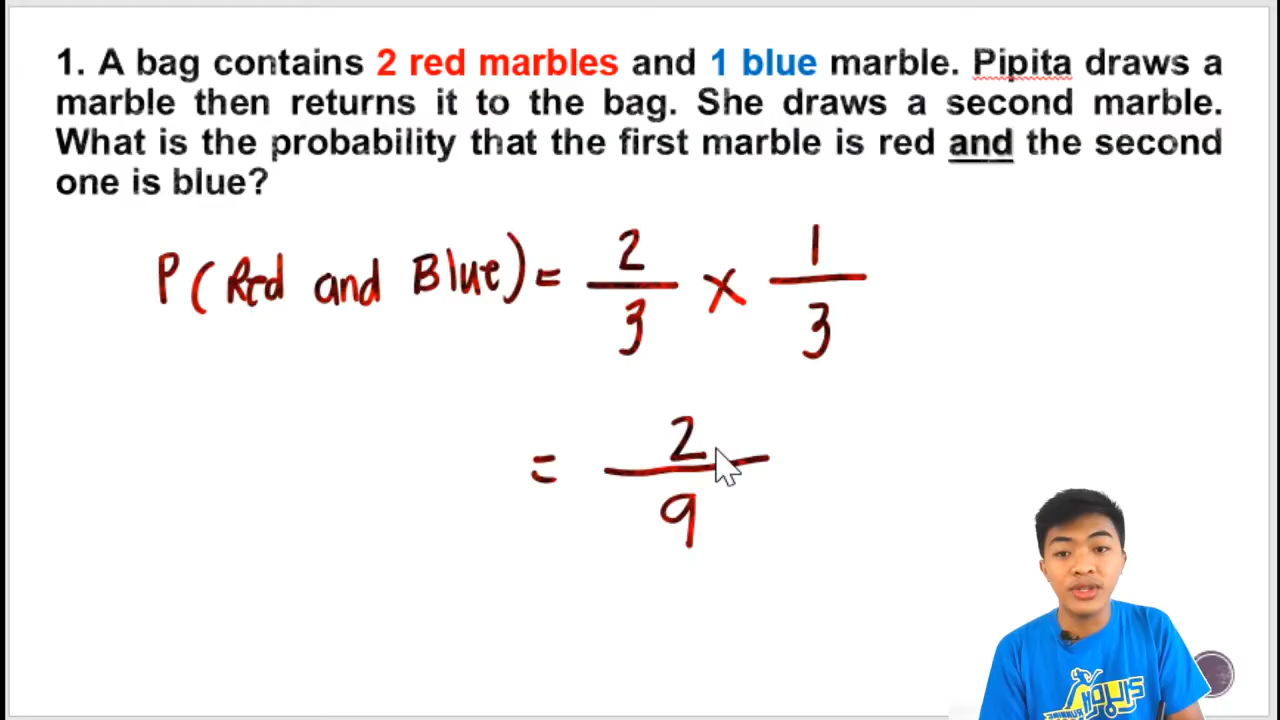 1. A bag contains 2 red marbles and 1 blue marble. Pipita draws a
marble then returns it to the bag. She draws a second marble.
What is the probability that the first marble is red and the second
one is blue?
P(Red and Blue) = 2/3 × 1/3
= 2/9